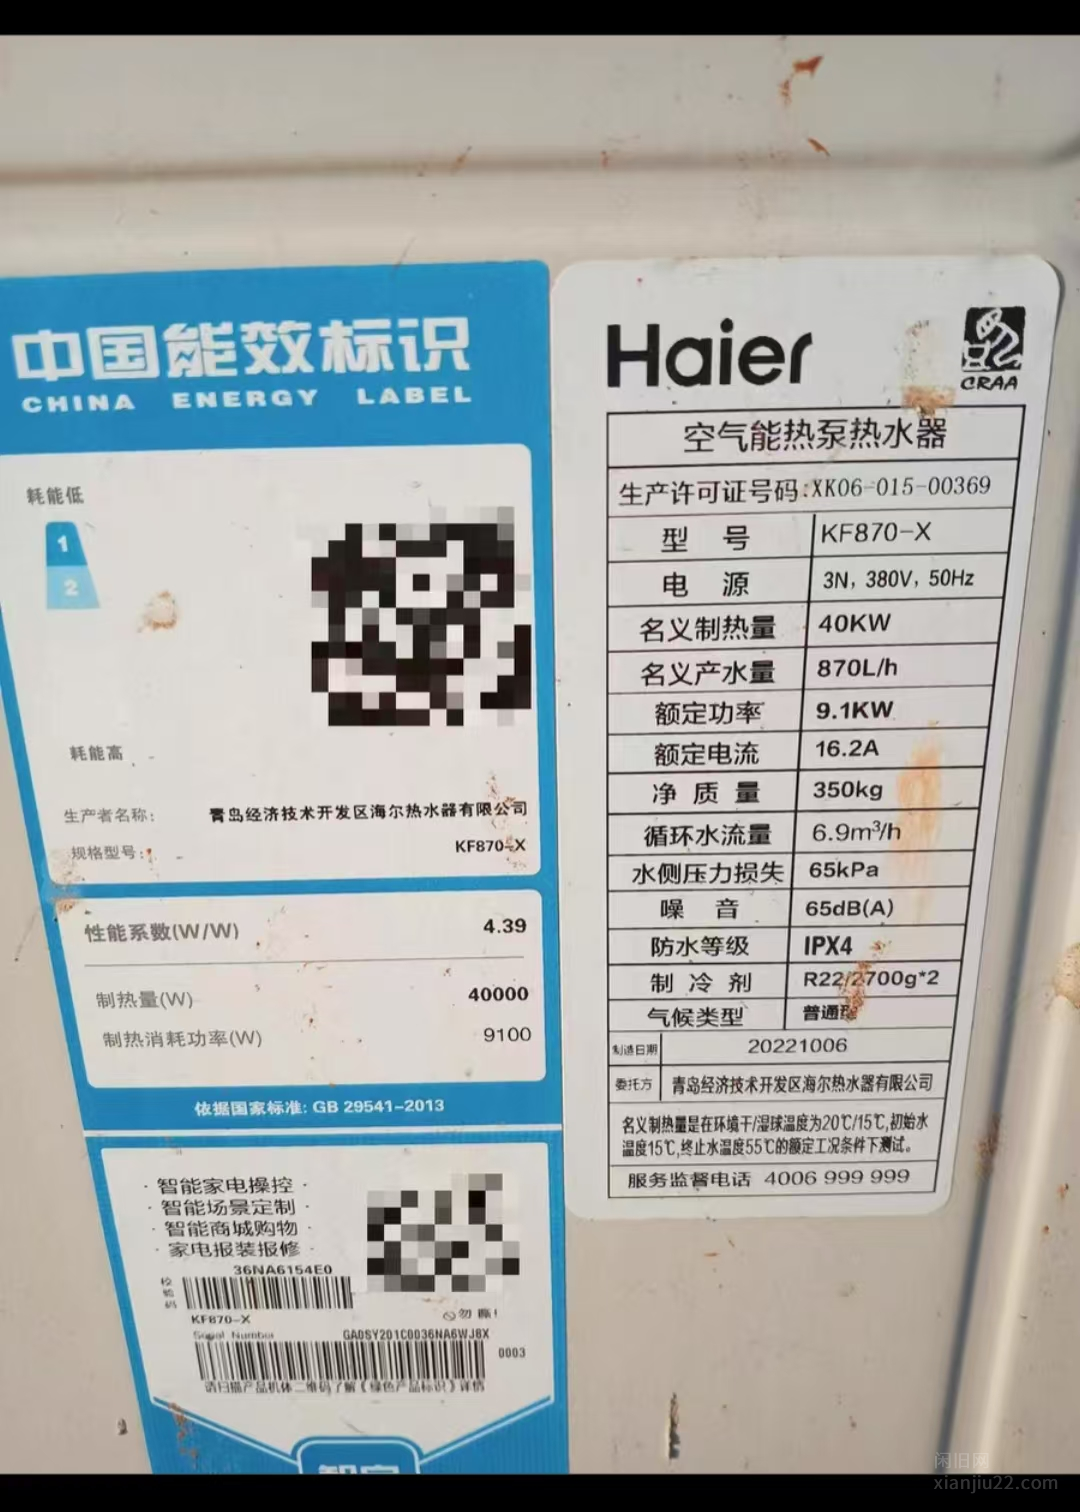 中国能效标识
CHINA ENERGY LABEL
耗能低
1
2
耗能高
生产者名称:
青岛经济技术开发区海尔热水器有限公司
规格型号:
KF870-X
性能系数(W/W) 4.39
制热量(W) 40000
制热消耗功率(W) 9100
依据国家标准: GB 29541-2013
· 智能家电操控 ·
· 智能场景定制 ·
· 智能商城购物 ·
· 家电报装报修 ·
36NA6154E0
校验码
KF870-X
勿撕!
Serial Number GA0SY201C0036NA6WJ8X
0003
Haier
CRAA
空气能热泵热水器
生产许可证号码:XK06-015-00369
型 号 KF870-X
电 源 3N, 380V, 50Hz
名义制热量 40KW
名义产水量 870L/h
额定功率 9.1KW
额定电流 16.2A
净 质 量 350kg
循环水流量 6.9m³/h
水侧压力损失 65kPa
噪 音 65dB(A)
防水等级 IPX4
制 冷 剂 R22/2700g*2
气候类型 普通型
制造日期 20221006
委托方 青岛经济技术开发区海尔热水器有限公司
名义制热量是在环境干/湿球温度为20℃/15℃,初始水
温度15℃,终止水温度55℃的额定工况条件下测试。
服务监督电话 4006 999 999
闲旧网
xianjiu22.com